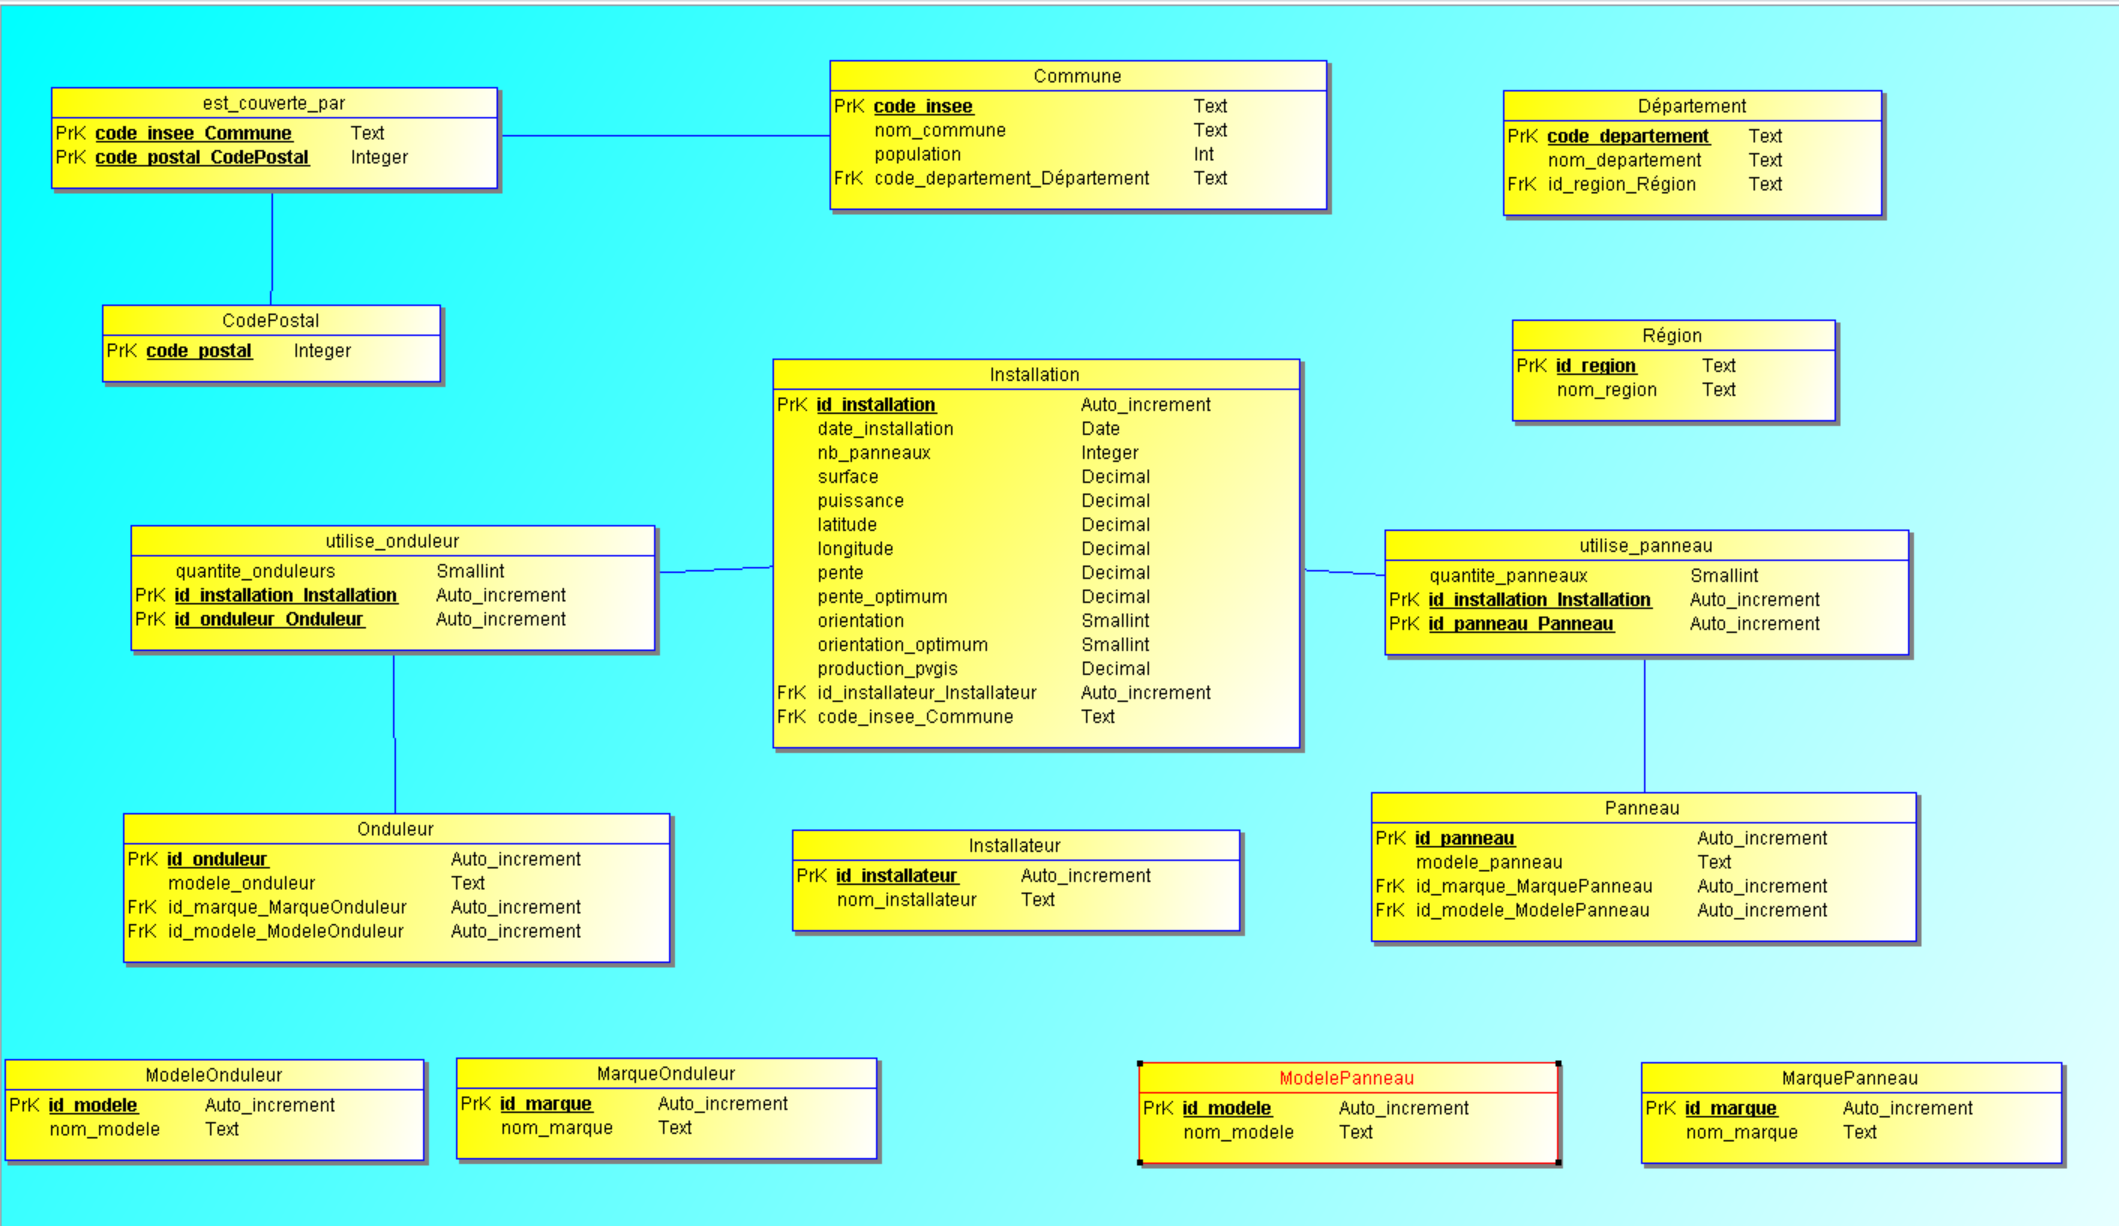 est_couverte_par
PrK code_insee_Commune Text
PrK code_postal_CodePostal Integer
Commune
PrK code_insee Text
nom_commune Text
population Int
FrK code_departement_Département Text
Département
PrK code_departement Text
nom_departement Text
FrK id_region_Région Text
CodePostal
PrK code_postal Integer
Région
PrK id_region Text
nom_region Text
Installation
PrK id_installation Auto_increment
date_installation Date
nb_panneaux Integer
surface Decimal
puissance Decimal
latitude Decimal
longitude Decimal
pente Decimal
pente_optimum Decimal
orientation Smallint
orientation_optimum Smallint
production_pvgis Decimal
FrK id_installateur_Installateur Auto_increment
FrK code_insee_Commune Text
utilise_onduleur
quantite_onduleurs Smallint
PrK id_installation_Installation Auto_increment
PrK id_onduleur_Onduleur Auto_increment
utilise_panneau
quantite_panneaux Smallint
PrK id_installation_Installation Auto_increment
PrK id_panneau_Panneau Auto_increment
Onduleur
PrK id_onduleur Auto_increment
modele_onduleur Text
FrK id_marque_MarqueOnduleur Auto_increment
FrK id_modele_ModeleOnduleur Auto_increment
Installateur
PrK id_installateur Auto_increment
nom_installateur Text
Panneau
PrK id_panneau Auto_increment
modele_panneau Text
FrK id_marque_MarquePanneau Auto_increment
FrK id_modele_ModelePanneau Auto_increment
ModeleOnduleur
PrK id_modele Auto_increment
nom_modele Text
MarqueOnduleur
PrK id_marque Auto_increment
nom_marque Text
ModelePanneau
PrK id_modele Auto_increment
nom_modele Text
MarquePanneau
PrK id_marque Auto_increment
nom_marque Text